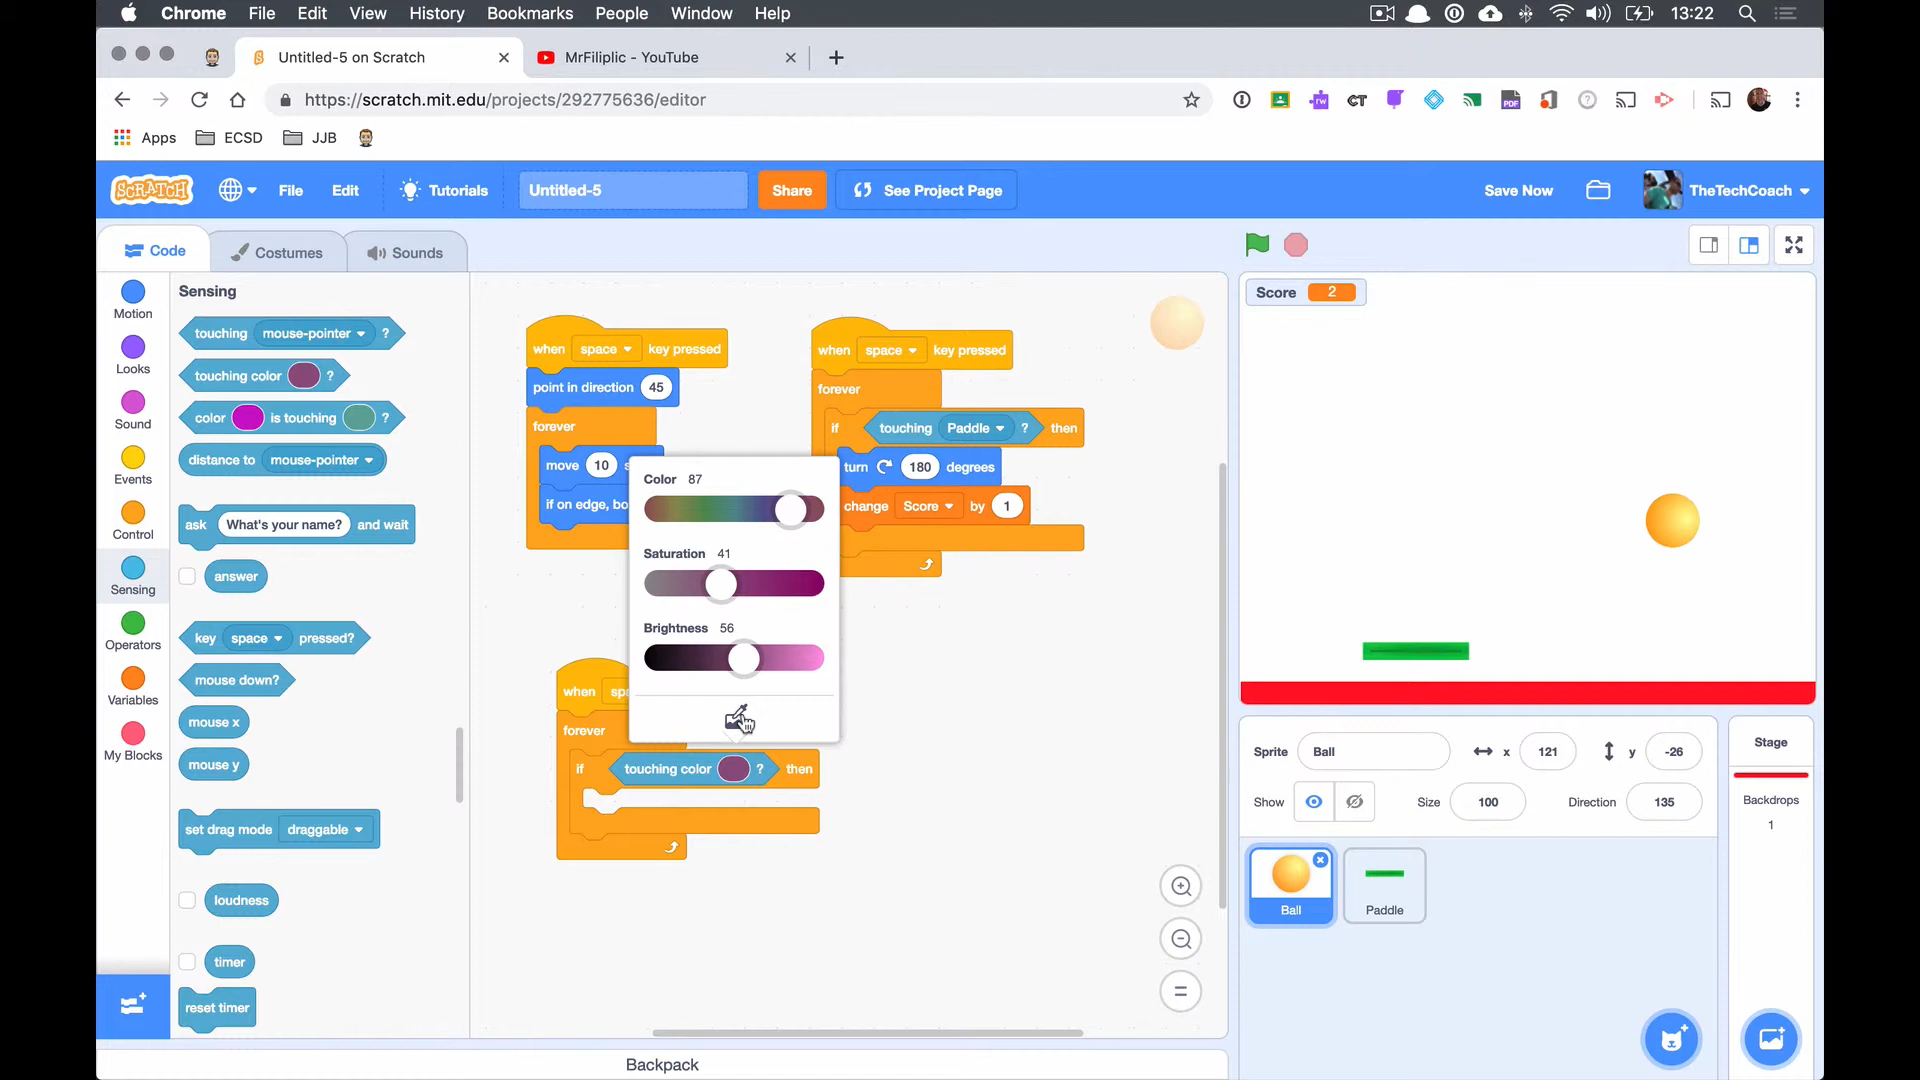 Chrome File Edit View History Bookmarks People Window Help 13:22
Untitled-5 on Scratch
MrFiliplic - YouTube
https://scratch.mit.edu/projects/292775636/editor
Apps ECSD JJB
SCRATCH File Edit Tutorials Untitled-5 Share See Project Page Save Now TheTechCoach
Code Costumes Sounds
Motion
Looks
Sound
Events
Control
Sensing
Operators
Variables
My Blocks
Sensing
touching mouse-pointer ?
touching color ?
color is touching ?
distance to mouse-pointer
ask What's your name? and wait
answer
key space pressed?
mouse down?
mouse x
mouse y
set drag mode draggable
loudness
timer
reset timer
when space key pressed
point in direction 45
forever
move 10 s
if on edge, bo
when space key pressed
forever
if touching Paddle ? then
turn 180 degrees
change Score by 1
Color 87
Saturation 41
Brightness 56
when spa
forever
if touching color ? then
Backpack
Score 2
Sprite Ball x 121 y -26
Show Size 100 Direction 135
Ball
Paddle
Stage
Backdrops
1